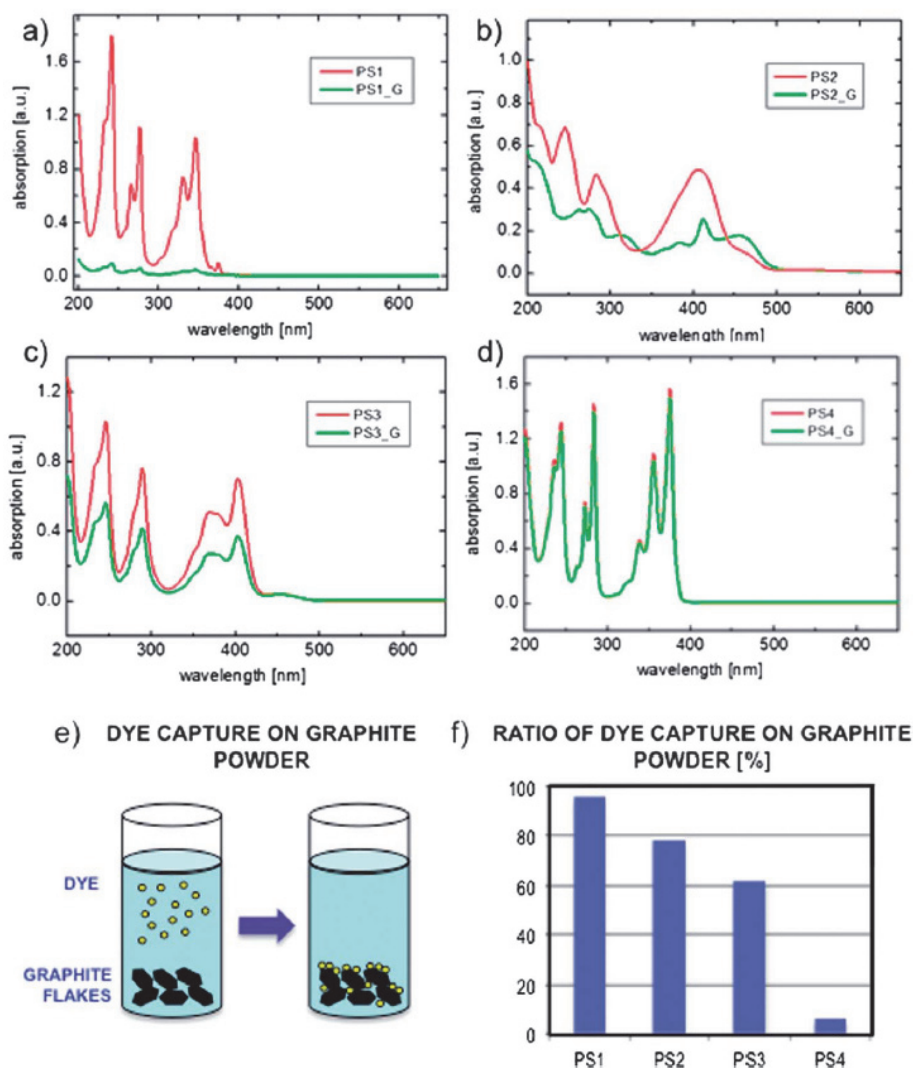 a)
PS1
PS1_G
absorption [a.u.]
1.6
1.2
0.8
0.4
0.0
200 300 400 500 600
wavelength [nm]
b)
PS2
PS2_G
absorption [a.u.]
1.0
0.8
0.6
0.4
0.2
0.0
200 300 400 500 600
wavelength [nm]
c)
PS3
PS3_G
absorption [a.u.]
1.2
0.8
0.4
0.0
200 300 400 500 600
wavelength [nm]
d)
PS4
PS4_G
absorption [a.u.]
1.6
1.2
0.8
0.4
0.0
200 300 400 500 600
wavelength [nm]
e) DYE CAPTURE ON GRAPHITE
POWDER
DYE
GRAPHITE
FLAKES
f) RATIO OF DYE CAPTURE ON GRAPHITE
POWDER [%]
100
80
60
40
20
0
PS1 PS2 PS3 PS4